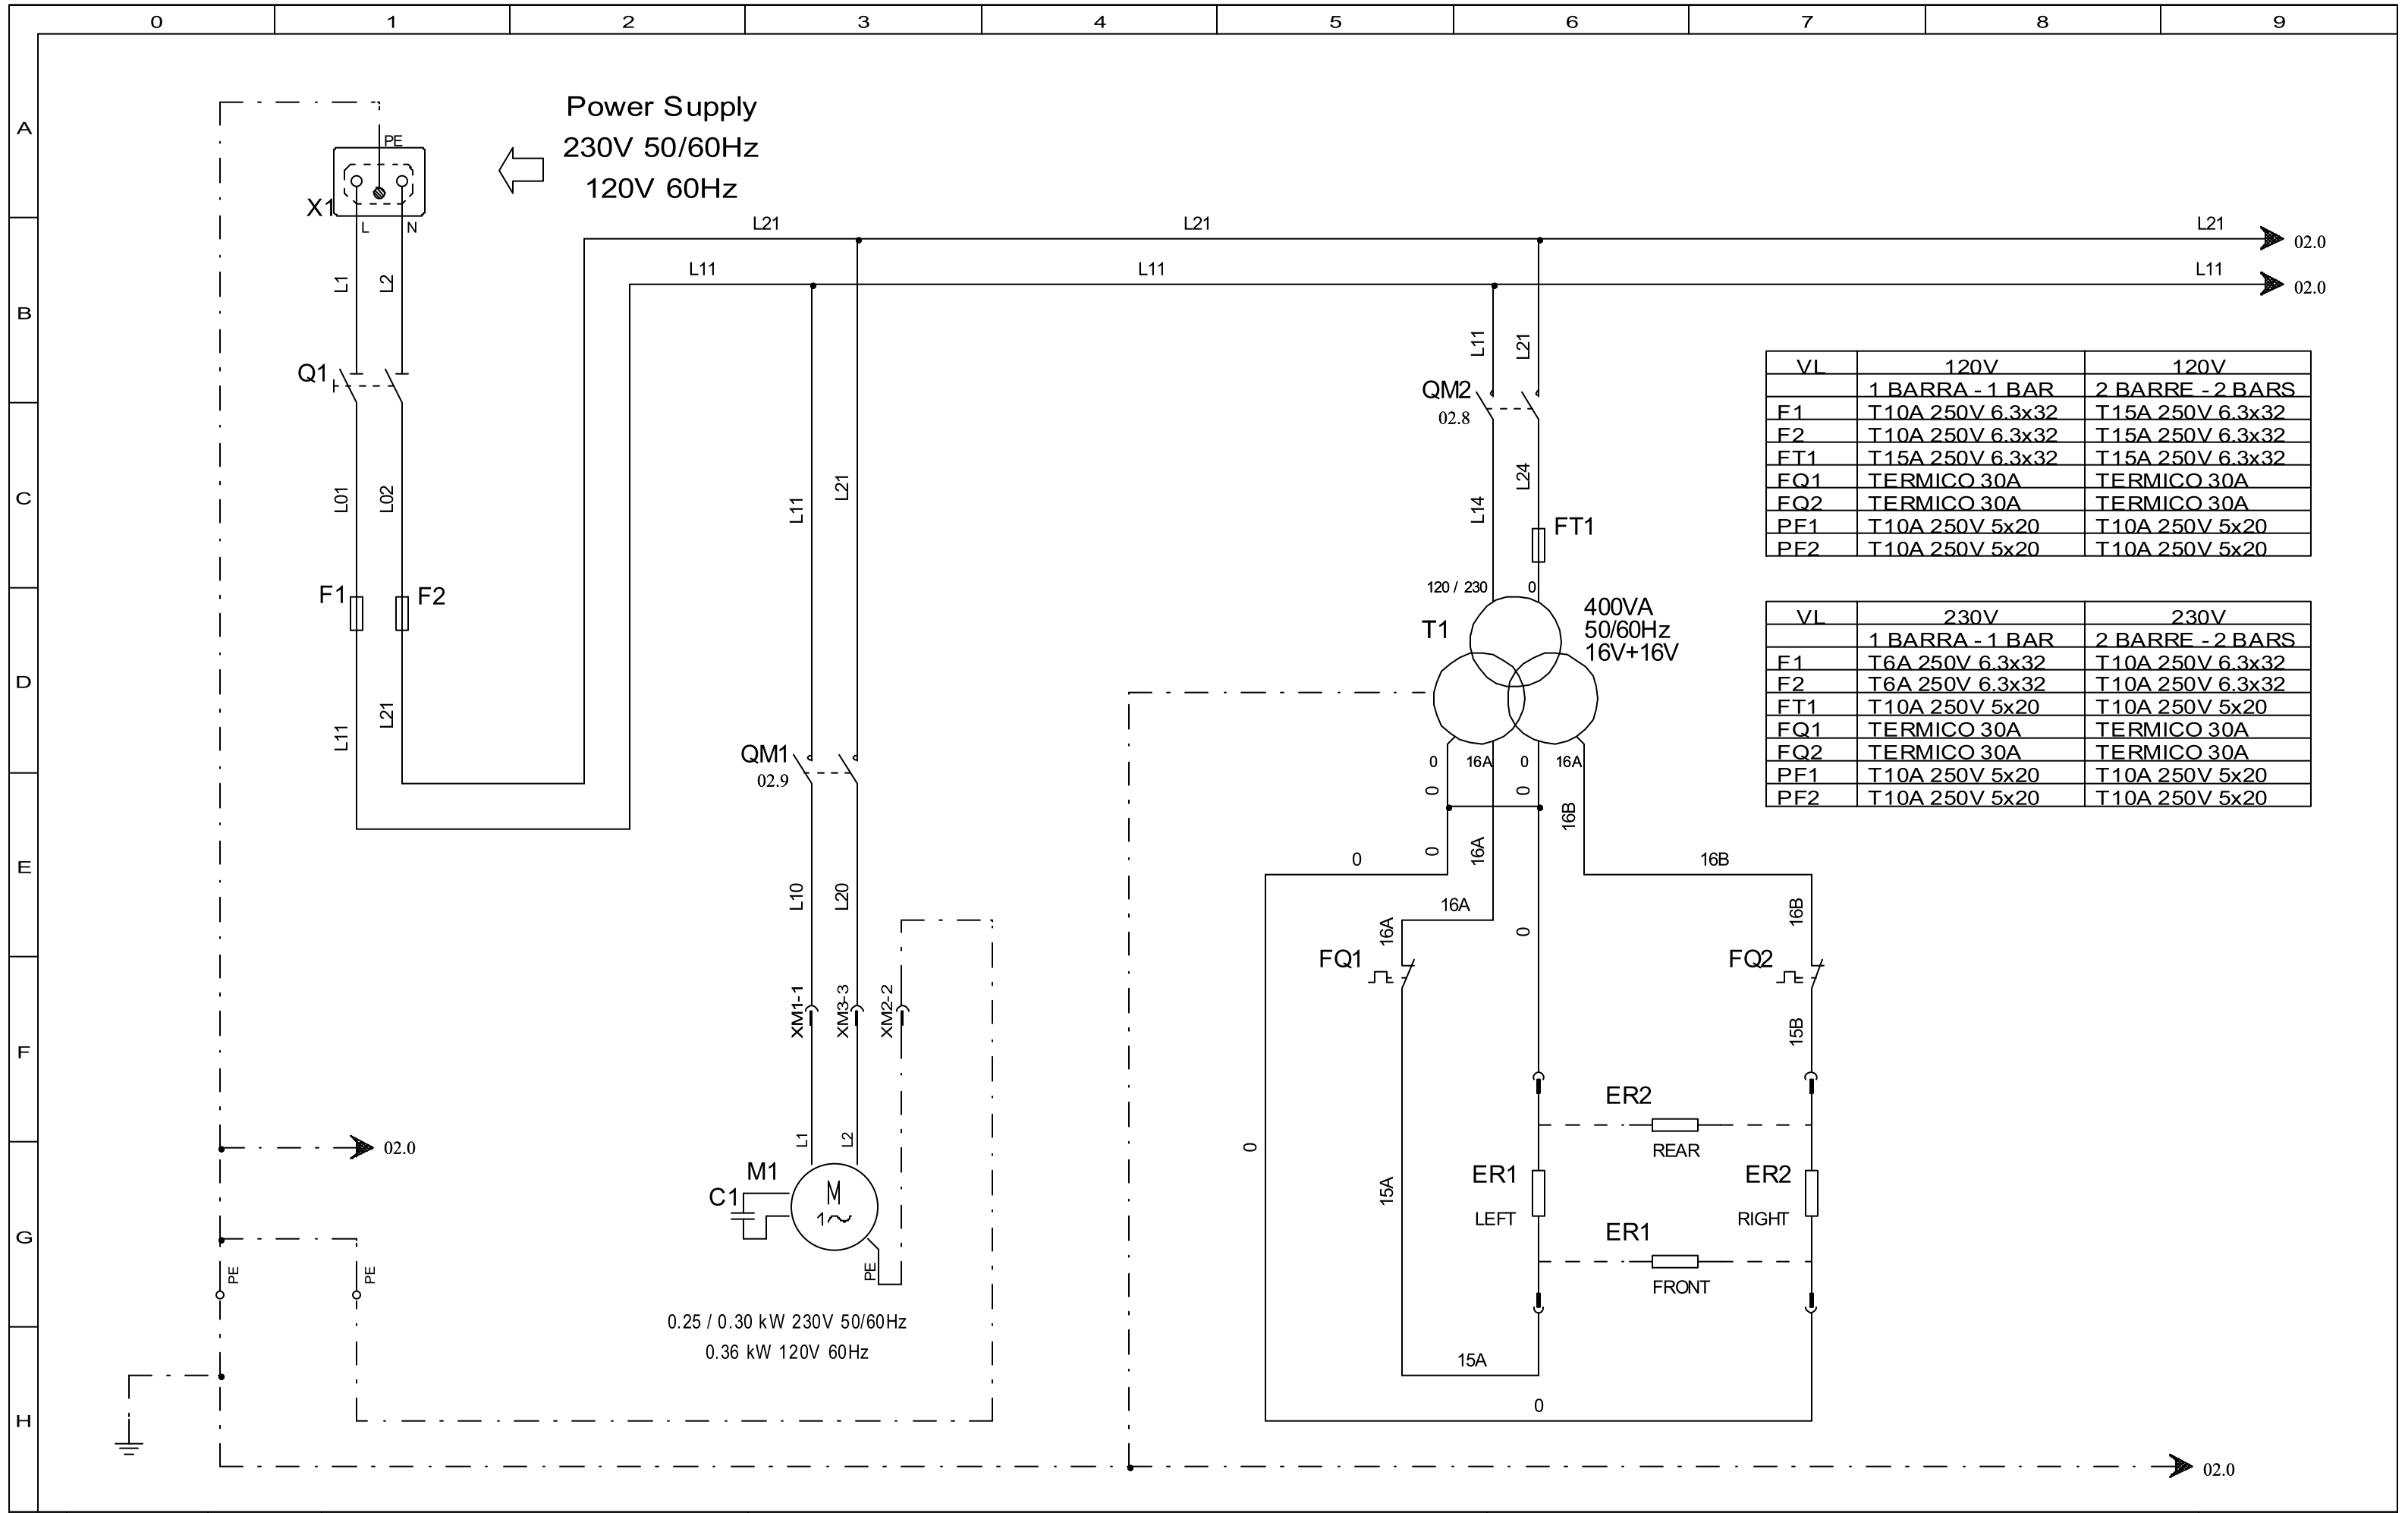 0 1 2 3 4 5 6 7 8 9
A
B
C
D
E
F
G
H
Power Supply
230V 50/60Hz
120V 60Hz
PE
X1
L N
L1 L2
Q1
L01 L02
F1 F2
L11 L21
L21 L21 L21 02.0
L11 L11 L11 02.0
L11 L21
QM1
02.9
L10 L20
XM1-1 XM3-3 XM2-2
L1 L2
M1
C1
M
1
PE
0.25 / 0.30 kW 230V 50/60Hz
0.36 kW 120V 60Hz
02.0
PE PE
L11 L21
QM2
02.8
L14 L24
FT1
120 / 230 0
T1
400VA
50/60Hz
16V+16V
0 16A 0 16A
0 0
16B
0 16A
0 16B
16A
16A 0 16B
FQ1 FQ2
15B
ER2
REAR
0
15A
ER1 ER2
LEFT RIGHT
ER1
FRONT
15A
0
02.0
VL 120V 120V
1 BARRA - 1 BAR 2 BARRE - 2 BARS
F1 T10A 250V 6.3x32 T15A 250V 6.3x32
F2 T10A 250V 6.3x32 T15A 250V 6.3x32
FT1 T15A 250V 6.3x32 T15A 250V 6.3x32
FQ1 TERMICO 30A TERMICO 30A
FQ2 TERMICO 30A TERMICO 30A
PF1 T10A 250V 5x20 T10A 250V 5x20
PF2 T10A 250V 5x20 T10A 250V 5x20
VL 230V 230V
1 BARRA - 1 BAR 2 BARRE - 2 BARS
F1 T6A 250V 6.3x32 T10A 250V 6.3x32
F2 T6A 250V 6.3x32 T10A 250V 6.3x32
FT1 T10A 250V 5x20 T10A 250V 5x20
FQ1 TERMICO 30A TERMICO 30A
FQ2 TERMICO 30A TERMICO 30A
PF1 T10A 250V 5x20 T10A 250V 5x20
PF2 T10A 250V 5x20 T10A 250V 5x20